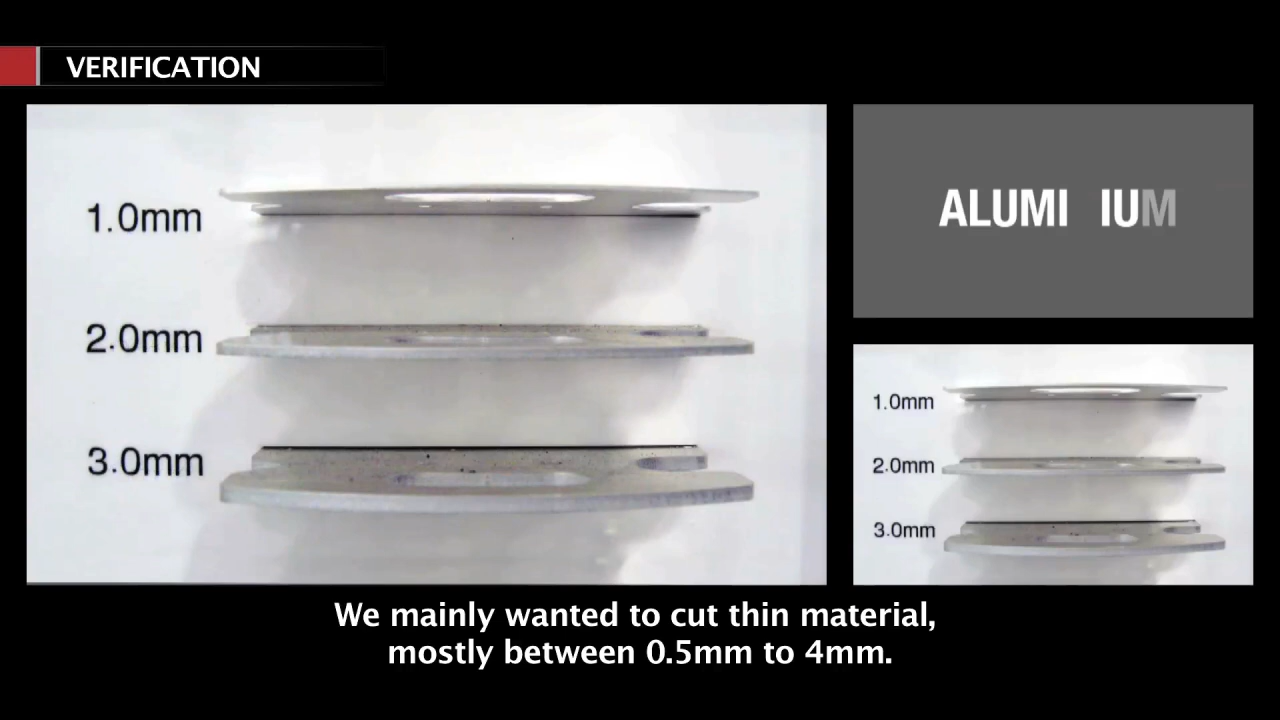 VERIFICATION
1.0mm
2.0mm
3.0mm
ALUMI IUM
1.0mm
2.0mm
3.0mm
We mainly wanted to cut thin material,
mostly between 0.5mm to 4mm.